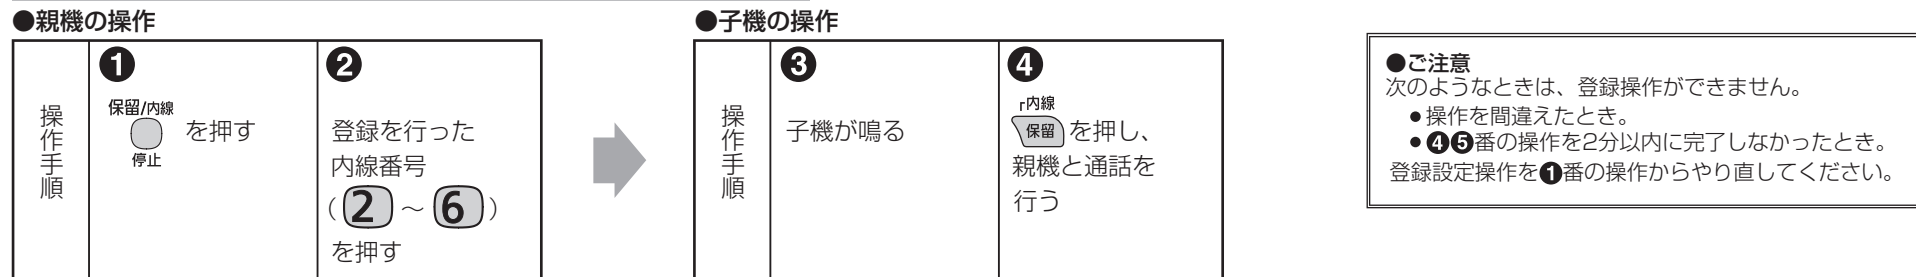 ●親機の操作
操作手順
❶
保留/内線
停止
を押す
❷
登録を行った
内線番号
(2～6)
を押す
●子機の操作
操作手順
❸
子機が鳴る
❹
内線
保留 を押し、
親機と通話を
行う
●ご注意
次のようなときは、登録操作ができません。
●操作を間違えたとき。
●❹❺番の操作を2分以内に完了しなかったとき。
登録設定操作を❶番の操作からやり直してください。